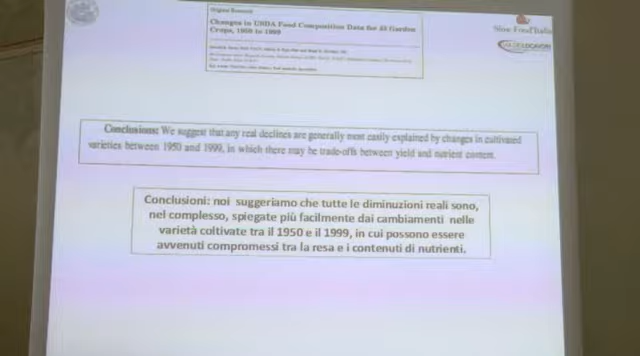 Original Research
Changes in USDA Food Composition Data for 43 Garden
Crops, 1950 to 1999
Slow Food Italia
Conclusions: We suggest that any real declines are generally most easily explained by changes in cultivated
varieties between 1950 and 1999, in which there may be trade-offs between yield and nutrient content.
Conclusioni: noi suggeriamo che tutte le diminuzioni reali sono,
nel complesso, spiegate più facilmente dai cambiamenti nelle
varietà coltivate tra il 1950 e il 1999, in cui possono essere
avvenuti compromessi tra la resa e i contenuti di nutrienti.